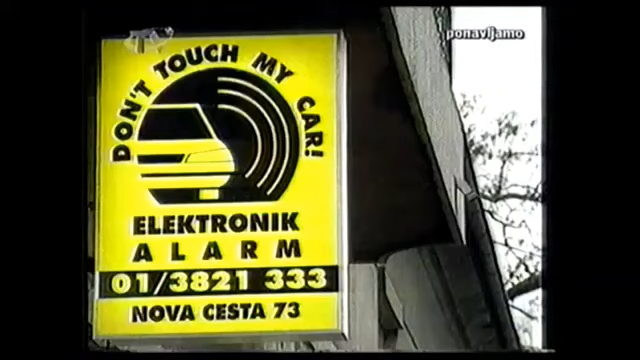 ponavljamo
DON'T TOUCH MY CAR!
ELEKTRONIK
ALARM
01/3821 333
NOVA CESTA 73